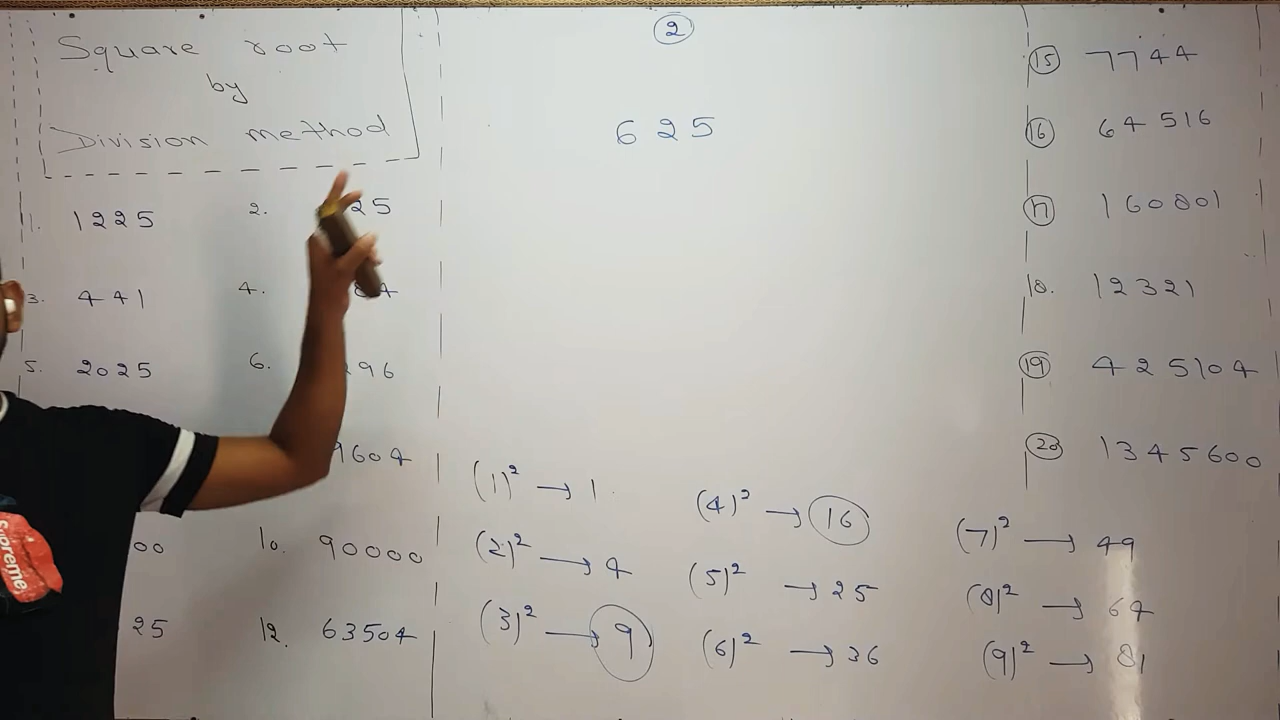 Square root
by
Division method
1. 1225 2. 25
3. 441 4. 84
5. 2025 6. 296
9604
00 10. 90000
25 12. 63504
2
625
(1)² → 1
(2)² → 4
(3)² → 9
(4)² → 16
(5)² → 25
(6)² → 36
(7)² → 49
(8)² → 64
(9)² → 81
15 7744
16 64516
17 160801
18. 12321
19 425104
20 1345600
Supreme